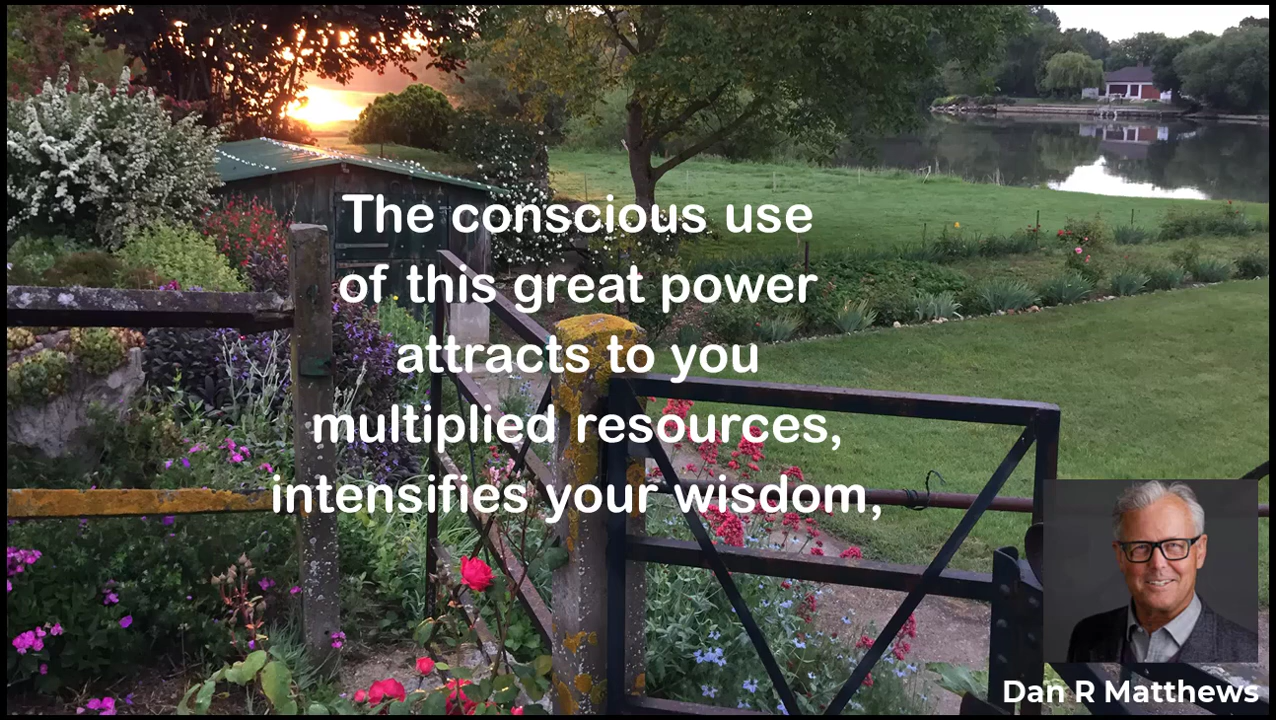 The conscious use
of this great power
attracts to you
multiplied resources,
intensifies your wisdom,
Dan R Matthews